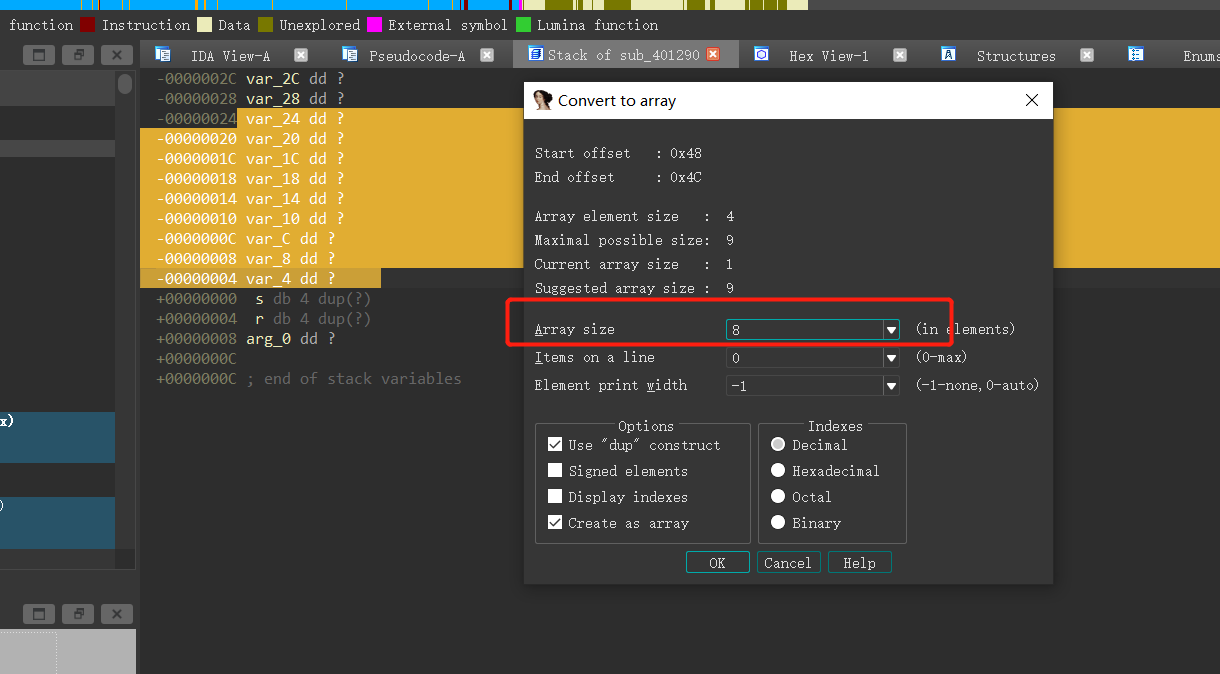 function Instruction Data Unexplored External symbol Lumina function
IDA View-A Pseudocode-A Stack of sub_401290 Hex View-1 Structures Enums
-0000002C var_2C dd ?
-00000028 var_28 dd ?
-00000024 var_24 dd ?
-00000020 var_20 dd ?
-0000001C var_1C dd ?
-00000018 var_18 dd ?
-00000014 var_14 dd ?
-00000010 var_10 dd ?
-0000000C var_C dd ?
-00000008 var_8 dd ?
-00000004 var_4 dd ?
+00000000 s db 4 dup(?)
+00000004 r db 4 dup(?)
+00000008 arg_0 dd ?
+0000000C
+0000000C ; end of stack variables
x)
)
Convert to array
Start offset : 0x48
End offset : 0x4C
Array element size : 4
Maximal possible size: 9
Current array size : 1
Suggested array size : 9
Array size 8 (in elements)
Items on a line 0 (0-max)
Element print width -1 (-1-none,0-auto)
Options
Use "dup" construct
Signed elements
Display indexes
Create as array
Indexes
Decimal
Hexadecimal
Octal
Binary
OK Cancel Help